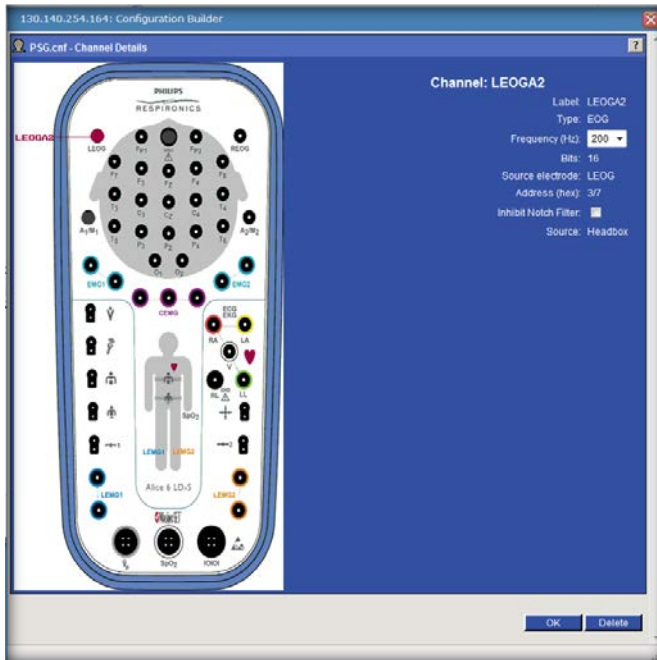 130.140.254.164: Configuration Builder
PSG.cnf - Channel Details
?
Channel: LEOGA2
Label: LEOGA2
Type: EOG
Frequency (Hz): 200
Bits: 16
Source electrode: LEOG
Address (hex): 3/7
Inhibit Notch Filter:
Source: Headbox
PHILIPS
RESPIRONICS
LEOGA2
LEOG
FP1
FP2
REOG
F7
F3
FZ
F4
F8
T3
C3
CZ
C4
T4
A1/M1
A2/M2
T5
P3
PZ
P4
T6
O1
O2
EMG1
EMG2
CEMG
ECG
EKG
RA
LA
V
RL
LL
SpO2
1
2
LEMG1
LEMG2
LEMG1
LEMG2
Alice 6 LDxS
SpO2
IOIOI
OK
Delete